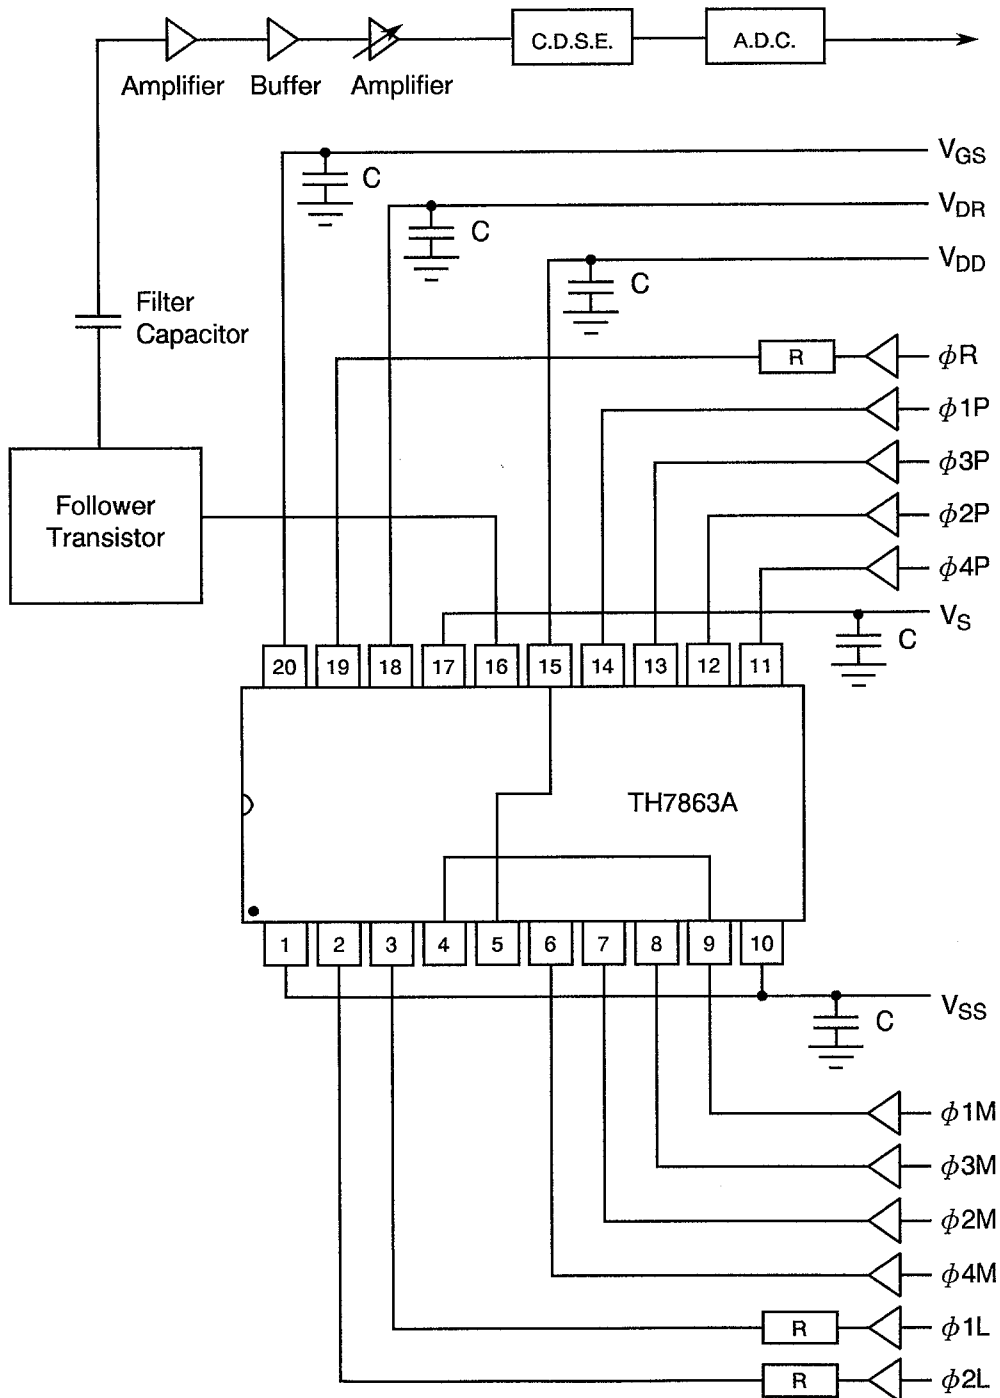 C.D.S.E.
A.D.C.
Amplifier
Buffer
Amplifier
V_GS
C
V_DR
C
V_DD
C
Filter
Capacitor
R
ϕR
ϕ1P
ϕ3P
Follower
Transistor
ϕ2P
ϕ4P
V_S
C
20
19
18
17
16
15
14
13
12
11
TH7863A
1
2
3
4
5
6
7
8
9
10
V_SS
C
ϕ1M
ϕ3M
ϕ2M
ϕ4M
R
ϕ1L
R
ϕ2L